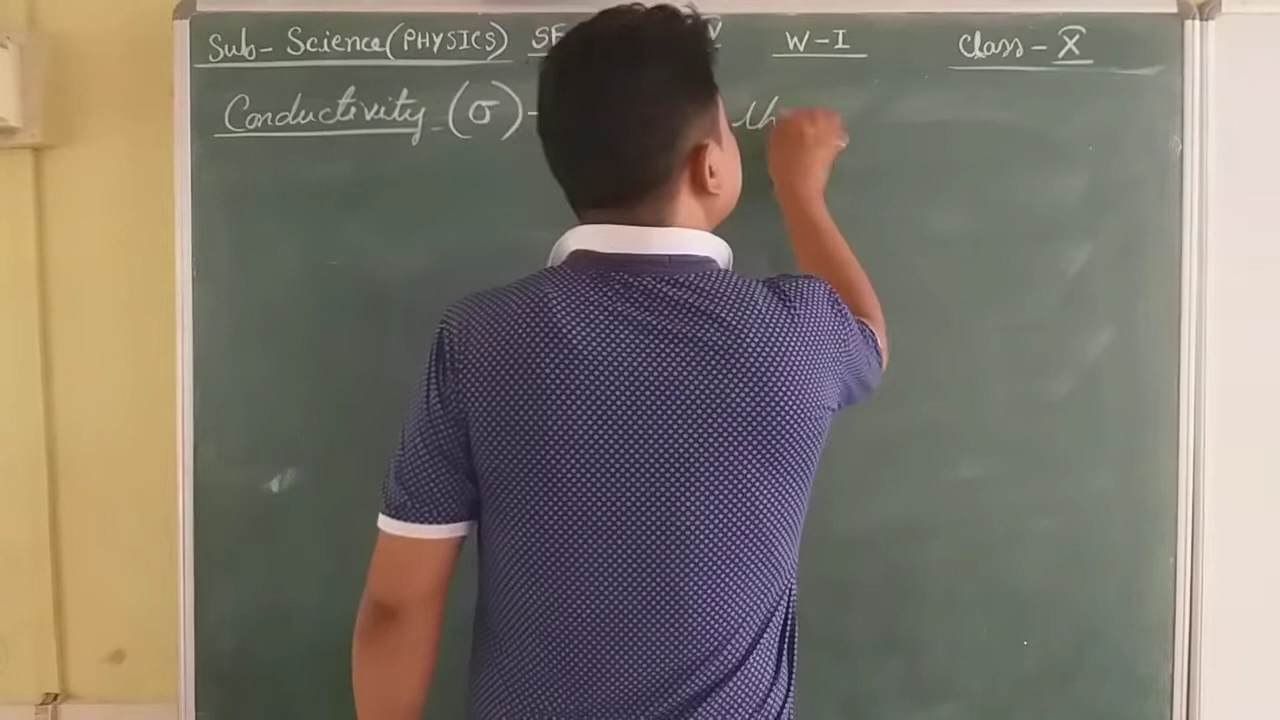 Sub- Science(PHYSICS) W-I Class- X
Conductivity (σ)-